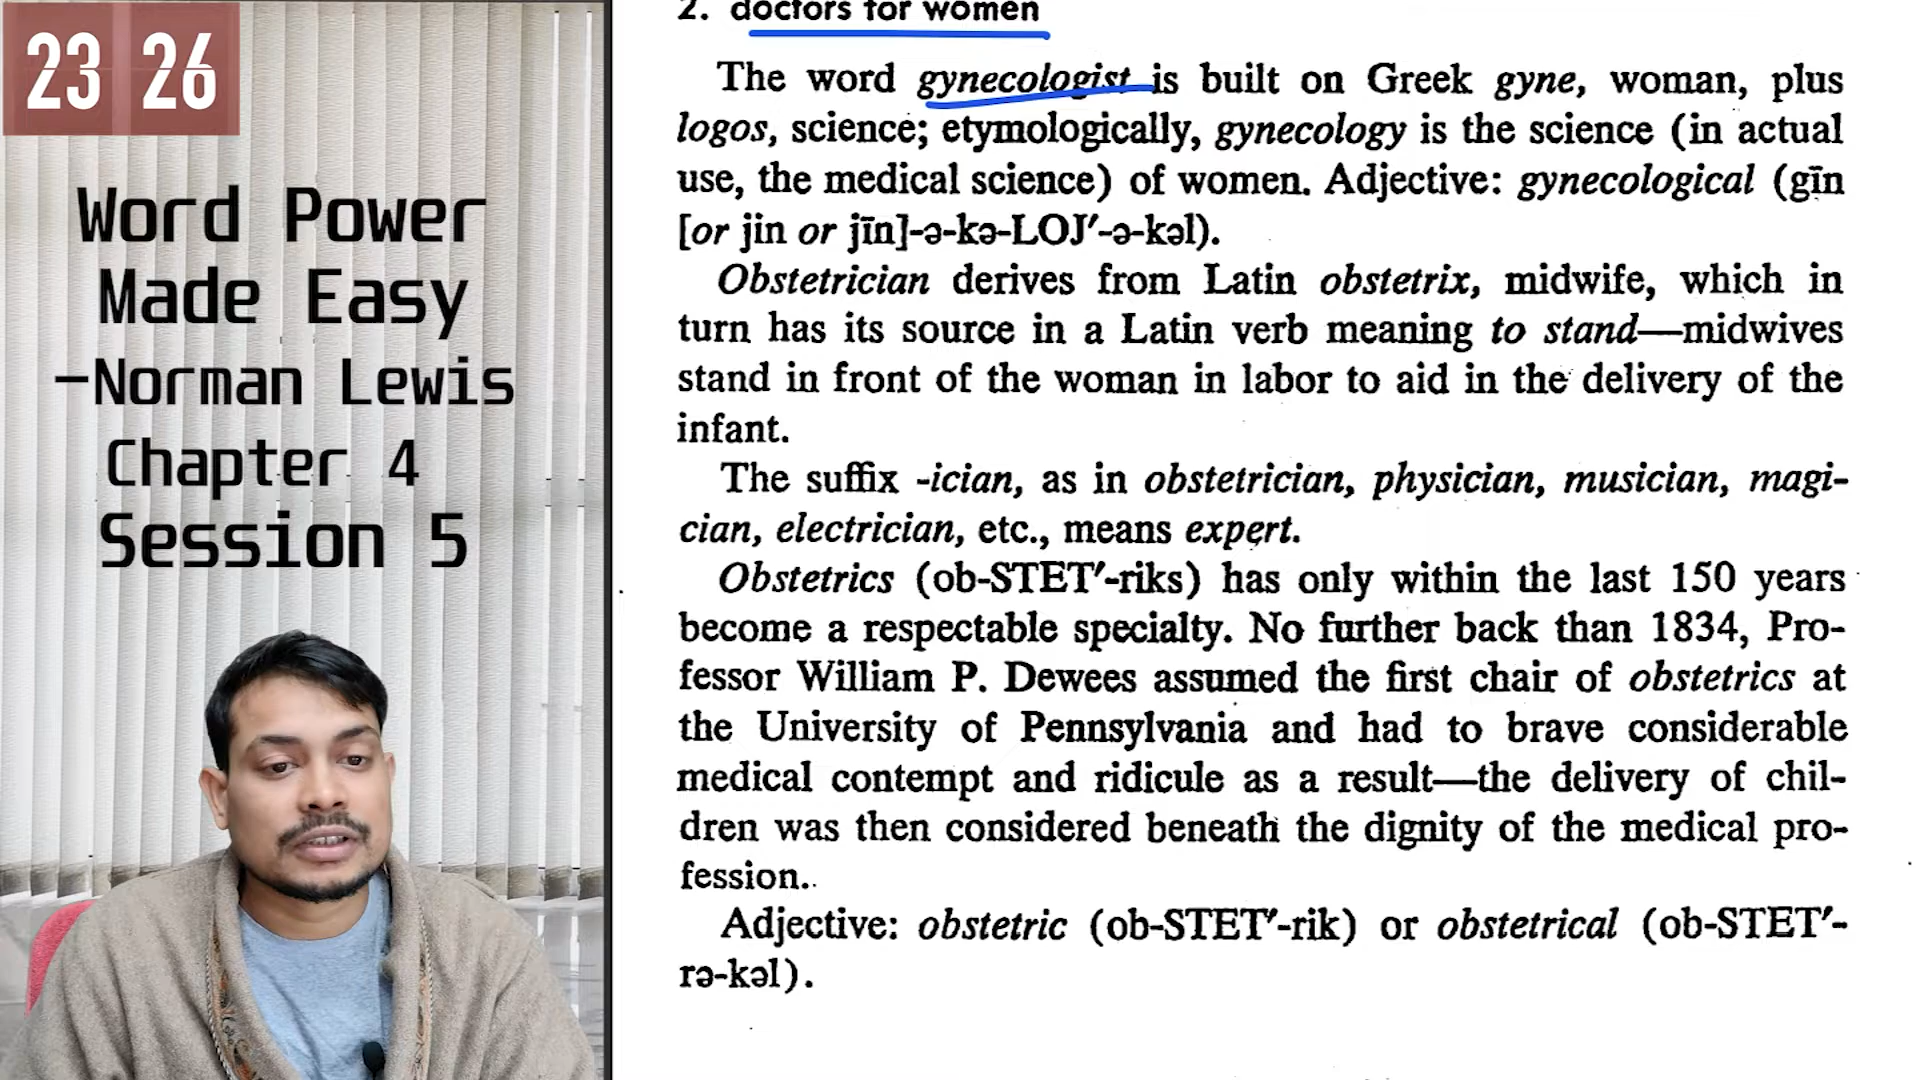 23 26
Word Power
Made Easy
-Norman Lewis
Chapter 4
Session 5
2. doctors for women
The word gynecologist is built on Greek gyne, woman, plus
logos, science; etymologically, gynecology is the science (in actual
use, the medical science) of women. Adjective: gynecological (gīn
[or jin or jīn]-ə-kə-LOJ′-ə-kəl).
Obstetrician derives from Latin obstetrix, midwife, which in
turn has its source in a Latin verb meaning to stand—midwives
stand in front of the woman in labor to aid in the delivery of the
infant.
The suffix -ician, as in obstetrician, physician, musician, magi-
cian, electrician, etc., means expert.
Obstetrics (ob-STET′-riks) has only within the last 150 years
become a respectable specialty. No further back than 1834, Pro-
fessor William P. Dewees assumed the first chair of obstetrics at
the University of Pennsylvania and had to brave considerable
medical contempt and ridicule as a result—the delivery of chil-
dren was then considered beneath the dignity of the medical pro-
fession.
Adjective: obstetric (ob-STET′-rik) or obstetrical (ob-STET′-
rə-kəl).